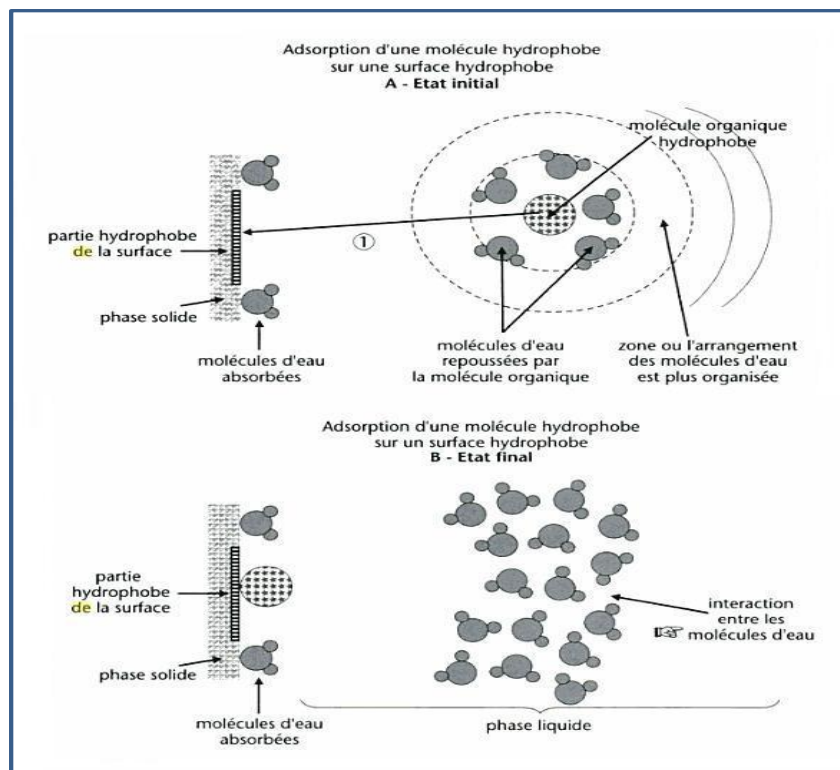 Adsorption d'une molécule hydrophobe
sur une surface hydrophobe
A - Etat initial
molécule organique
hydrophobe
partie hydrophobe
de la surface
1
phase solide
molécules d'eau
absorbées
molécules d'eau
repoussées par
la molécule organique
zone ou l'arrangement
des molécules d'eau
est plus organisée
Adsorption d'une molécule hydrophobe
sur un surface hydrophobe
B - Etat final
partie
hydrophobe
de la surface
interaction
entre les
molécules d'eau
phase solide
molécules d'eau
absorbées
phase liquide